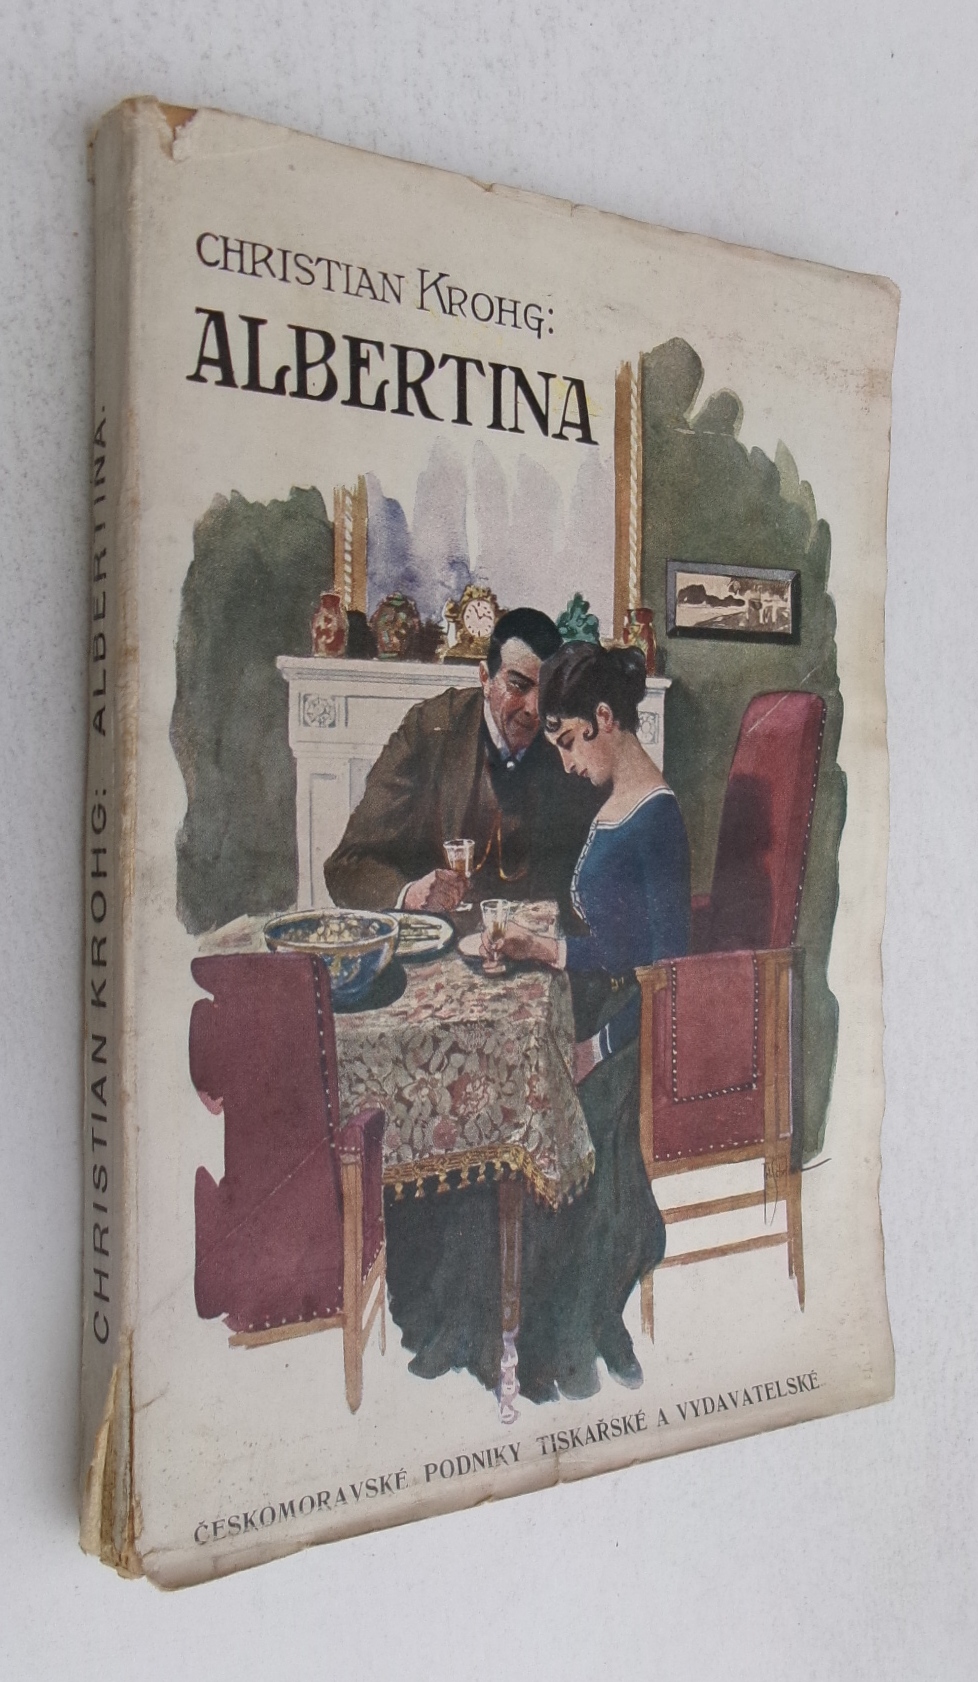 CHRISTIAN KROHG:
ALBERTINA
ČESKOMORAVSKÉ PODNIKY TISKAŘSKÉ A VYDAVATELSKÉ
CHRISTIAN KROHG: ALBERTINA.